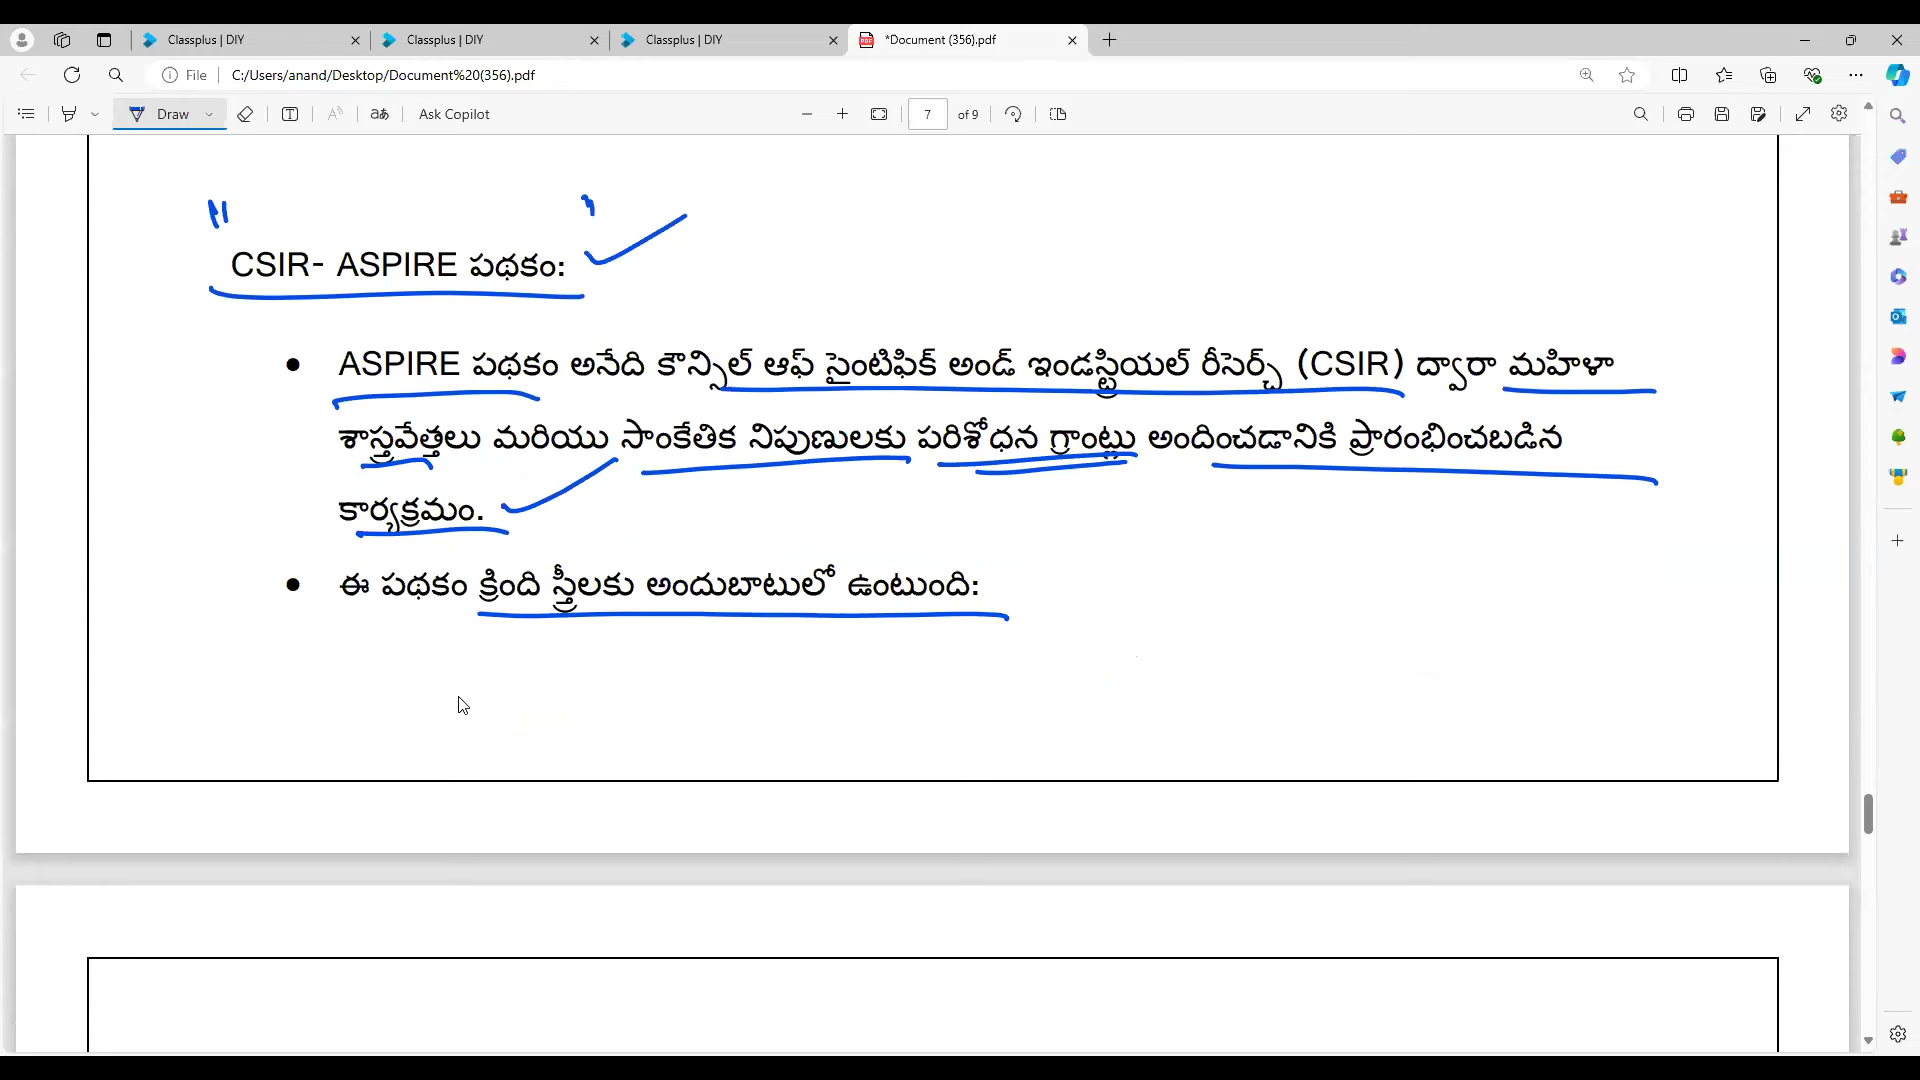 Classplus | DIY
Classplus | DIY
Classplus | DIY
*Document (356).pdf
File
C:/Users/anand/Desktop/Document%20(356).pdf
Draw
Ask Copilot
7 of 9
CSIR- ASPIRE పథకం:
• ASPIRE పథకం అనేది కౌన్సిల్ ఆఫ్ సైంటిఫిక్ అండ్ ఇండస్ట్రియల్ రీసెర్చ్ (CSIR) ద్వారా మహిళా
శాస్త్రవేత్తలు మరియు సాంకేతిక నిపుణులకు పరిశోధన గ్రాంట్లు అందించడానికి ప్రారంభించబడిన
కార్యక్రమం.
• ఈ పథకం క్రింది స్త్రీలకు అందుబాటులో ఉంటుంది: